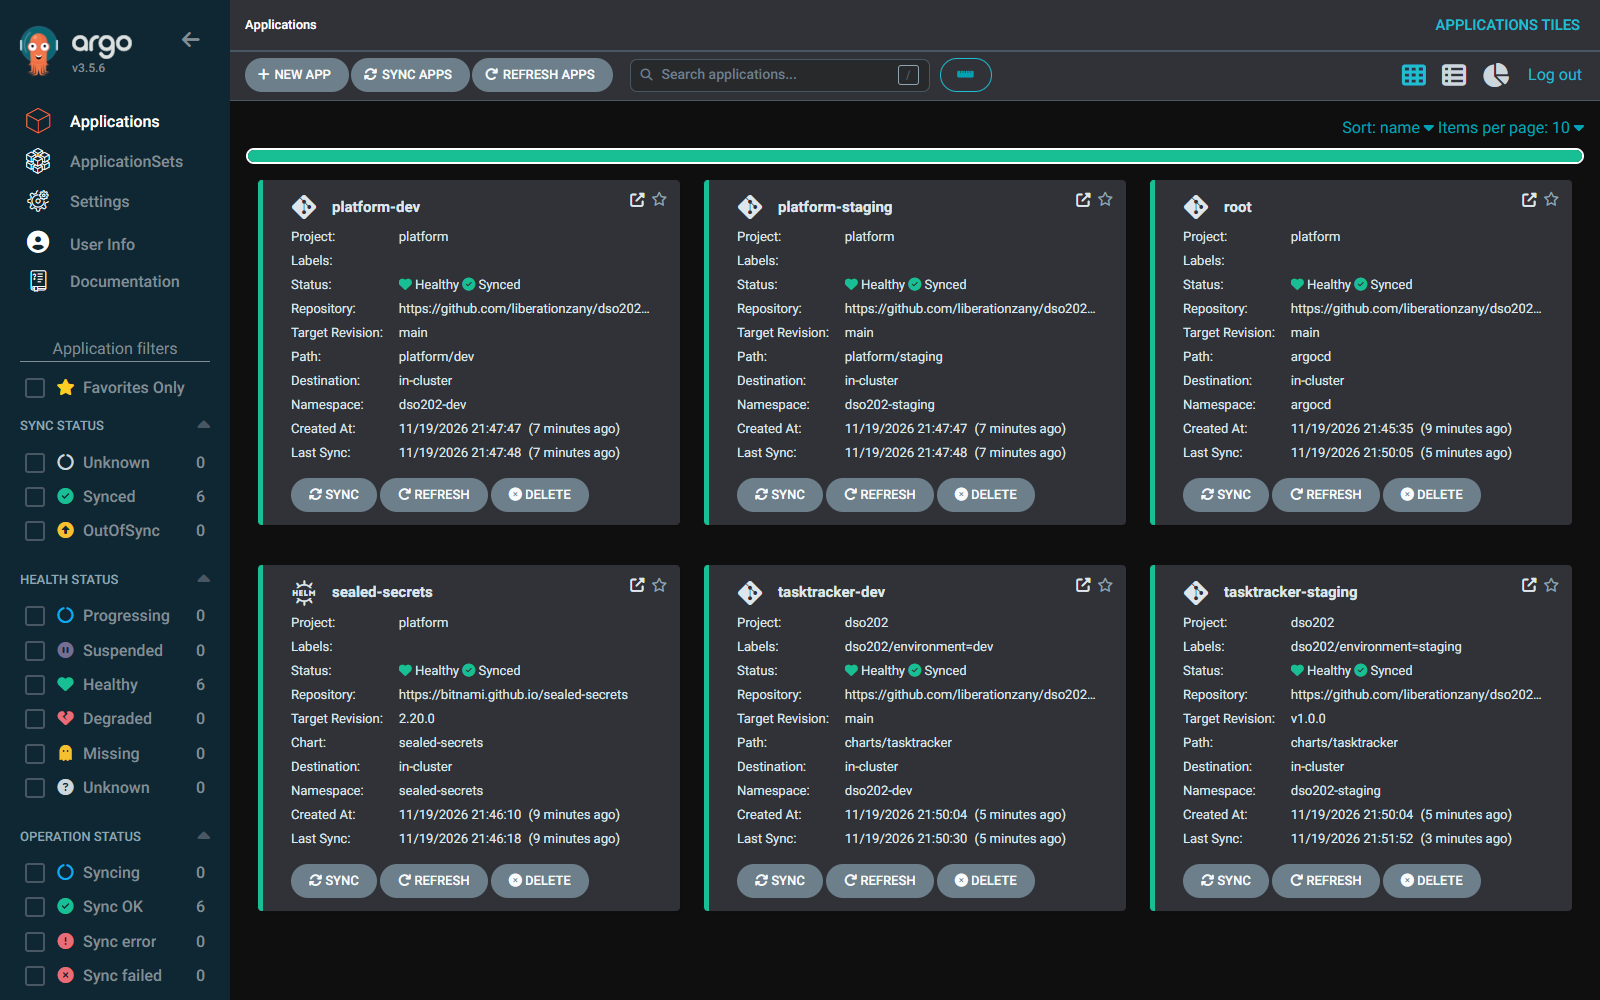 argo
v3.5.6
Applications
ApplicationSets
Settings
User Info
Documentation
Application filters
Favorites Only
SYNC STATUS
Unknown 0
Synced 6
OutOfSync 0
HEALTH STATUS
Progressing 0
Suspended 0
Healthy 6
Degraded 0
Missing 0
Unknown 0
OPERATION STATUS
Syncing 0
Sync OK 6
Sync error 0
Sync failed 0
Applications
APPLICATIONS TILES
NEW APP SYNC APPS REFRESH APPS Search applications... / Log out
Sort: name Items per page: 10
platform-dev
Project: platform
Labels:
Status: Healthy Synced
Repository: https://github.com/liberationzany/dso202...
Target Revision: main
Path: platform/dev
Destination: in-cluster
Namespace: dso202-dev
Created At: 11/19/2026 21:47:47 (7 minutes ago)
Last Sync: 11/19/2026 21:47:48 (7 minutes ago)
SYNC REFRESH DELETE
platform-staging
Project: platform
Labels:
Status: Healthy Synced
Repository: https://github.com/liberationzany/dso202...
Target Revision: main
Path: platform/staging
Destination: in-cluster
Namespace: dso202-staging
Created At: 11/19/2026 21:47:47 (7 minutes ago)
Last Sync: 11/19/2026 21:47:48 (7 minutes ago)
SYNC REFRESH DELETE
root
Project: platform
Labels:
Status: Healthy Synced
Repository: https://github.com/liberationzany/dso202...
Target Revision: main
Path: argocd
Destination: in-cluster
Namespace: argocd
Created At: 11/19/2026 21:45:35 (9 minutes ago)
Last Sync: 11/19/2026 21:50:05 (5 minutes ago)
SYNC REFRESH DELETE
HELM
sealed-secrets
Project: platform
Labels:
Status: Healthy Synced
Repository: https://bitnami.github.io/sealed-secrets
Target Revision: 2.20.0
Chart: sealed-secrets
Destination: in-cluster
Namespace: sealed-secrets
Created At: 11/19/2026 21:46:10 (9 minutes ago)
Last Sync: 11/19/2026 21:46:18 (9 minutes ago)
SYNC REFRESH DELETE
tasktracker-dev
Project: dso202
Labels: dso202/environment=dev
Status: Healthy Synced
Repository: https://github.com/liberationzany/dso202...
Target Revision: main
Path: charts/tasktracker
Destination: in-cluster
Namespace: dso202-dev
Created At: 11/19/2026 21:50:04 (5 minutes ago)
Last Sync: 11/19/2026 21:50:30 (5 minutes ago)
SYNC REFRESH DELETE
tasktracker-staging
Project: dso202
Labels: dso202/environment=staging
Status: Healthy Synced
Repository: https://github.com/liberationzany/dso202...
Target Revision: v1.0.0
Path: charts/tasktracker
Destination: in-cluster
Namespace: dso202-staging
Created At: 11/19/2026 21:50:04 (5 minutes ago)
Last Sync: 11/19/2026 21:51:52 (3 minutes ago)
SYNC REFRESH DELETE